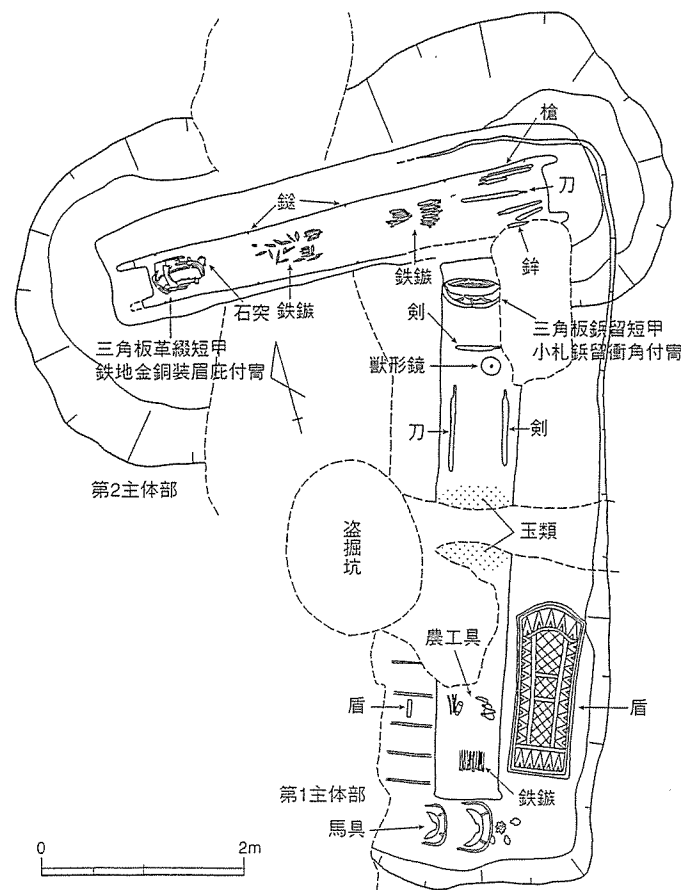 槍
刀
鎹
鉄鏃
鉾
石突
鉄鏃
三角板革綴短甲
鉄地金銅装眉庇付冑
剣
三角板鋲留短甲
小札鋲留衝角付冑
獣形鏡
刀
剣
第2主体部
玉類
盗掘坑
農工具
盾
盾
鉄鏃
第1主体部
馬具
0
2m